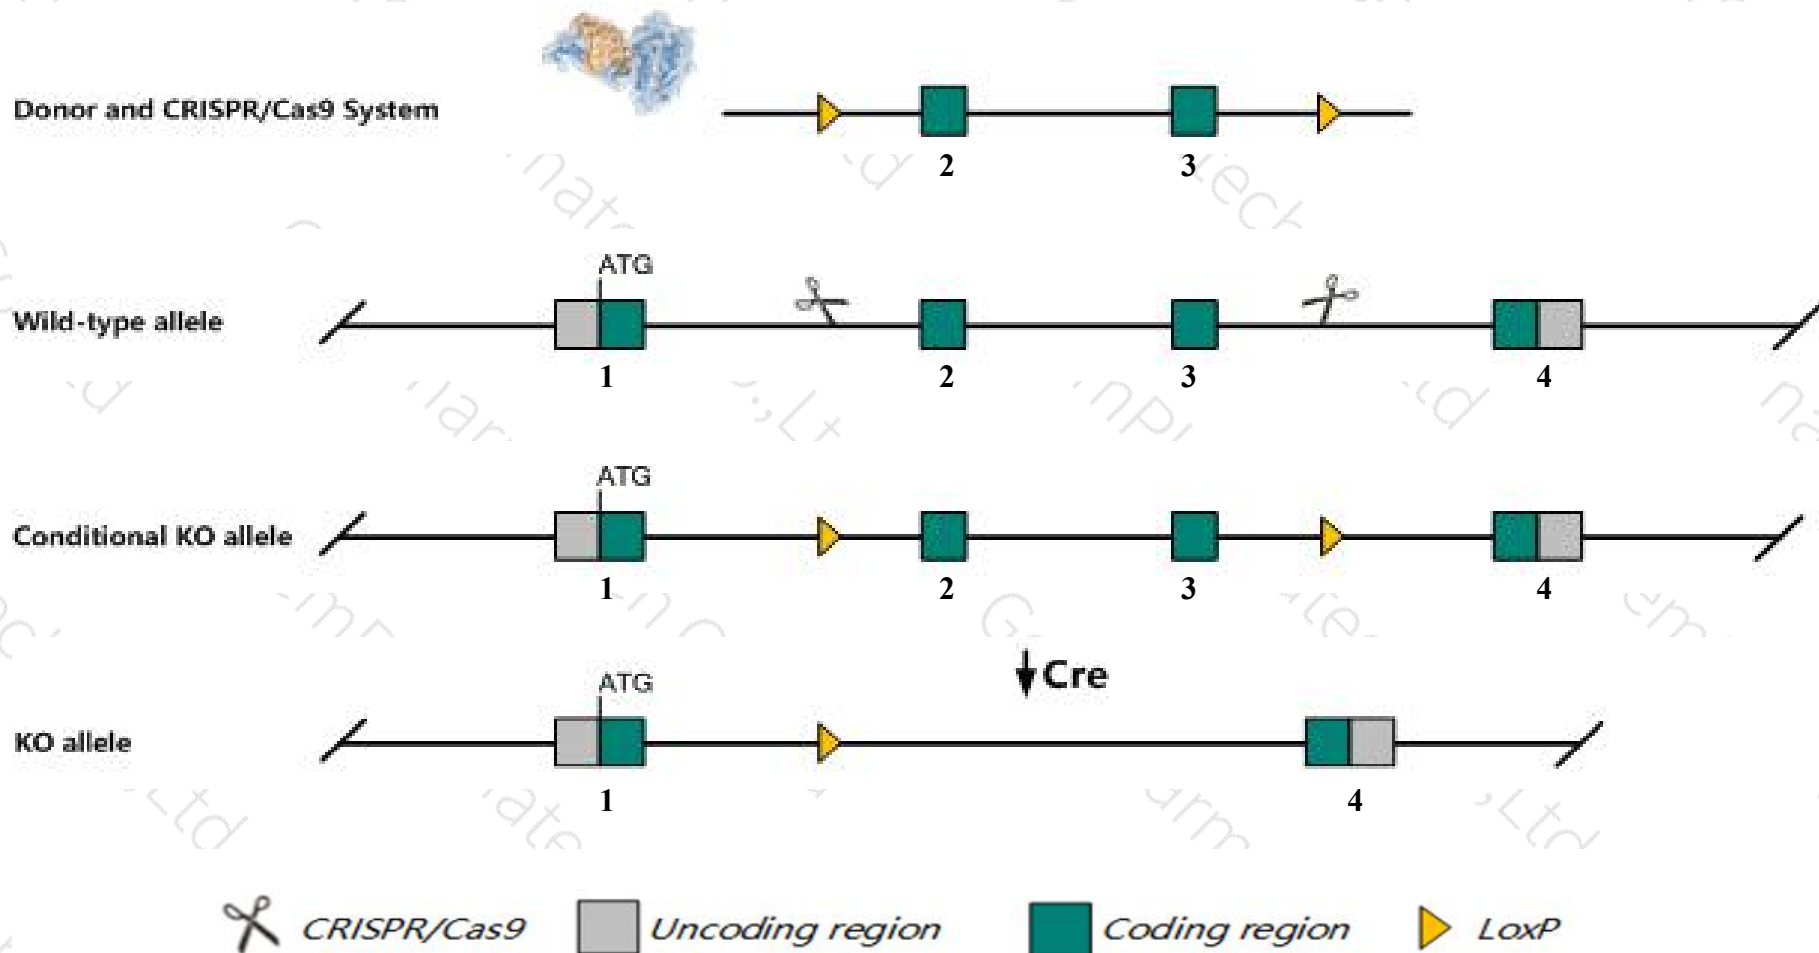 Donor and CRISPR/Cas9 System
2 3
ATG
Wild-type allele
1 2 3 4
ATG
Conditional KO allele
1 2 3 4
Cre
ATG
KO allele
1 4
CRISPR/Cas9 Uncoding region Coding region LoxP